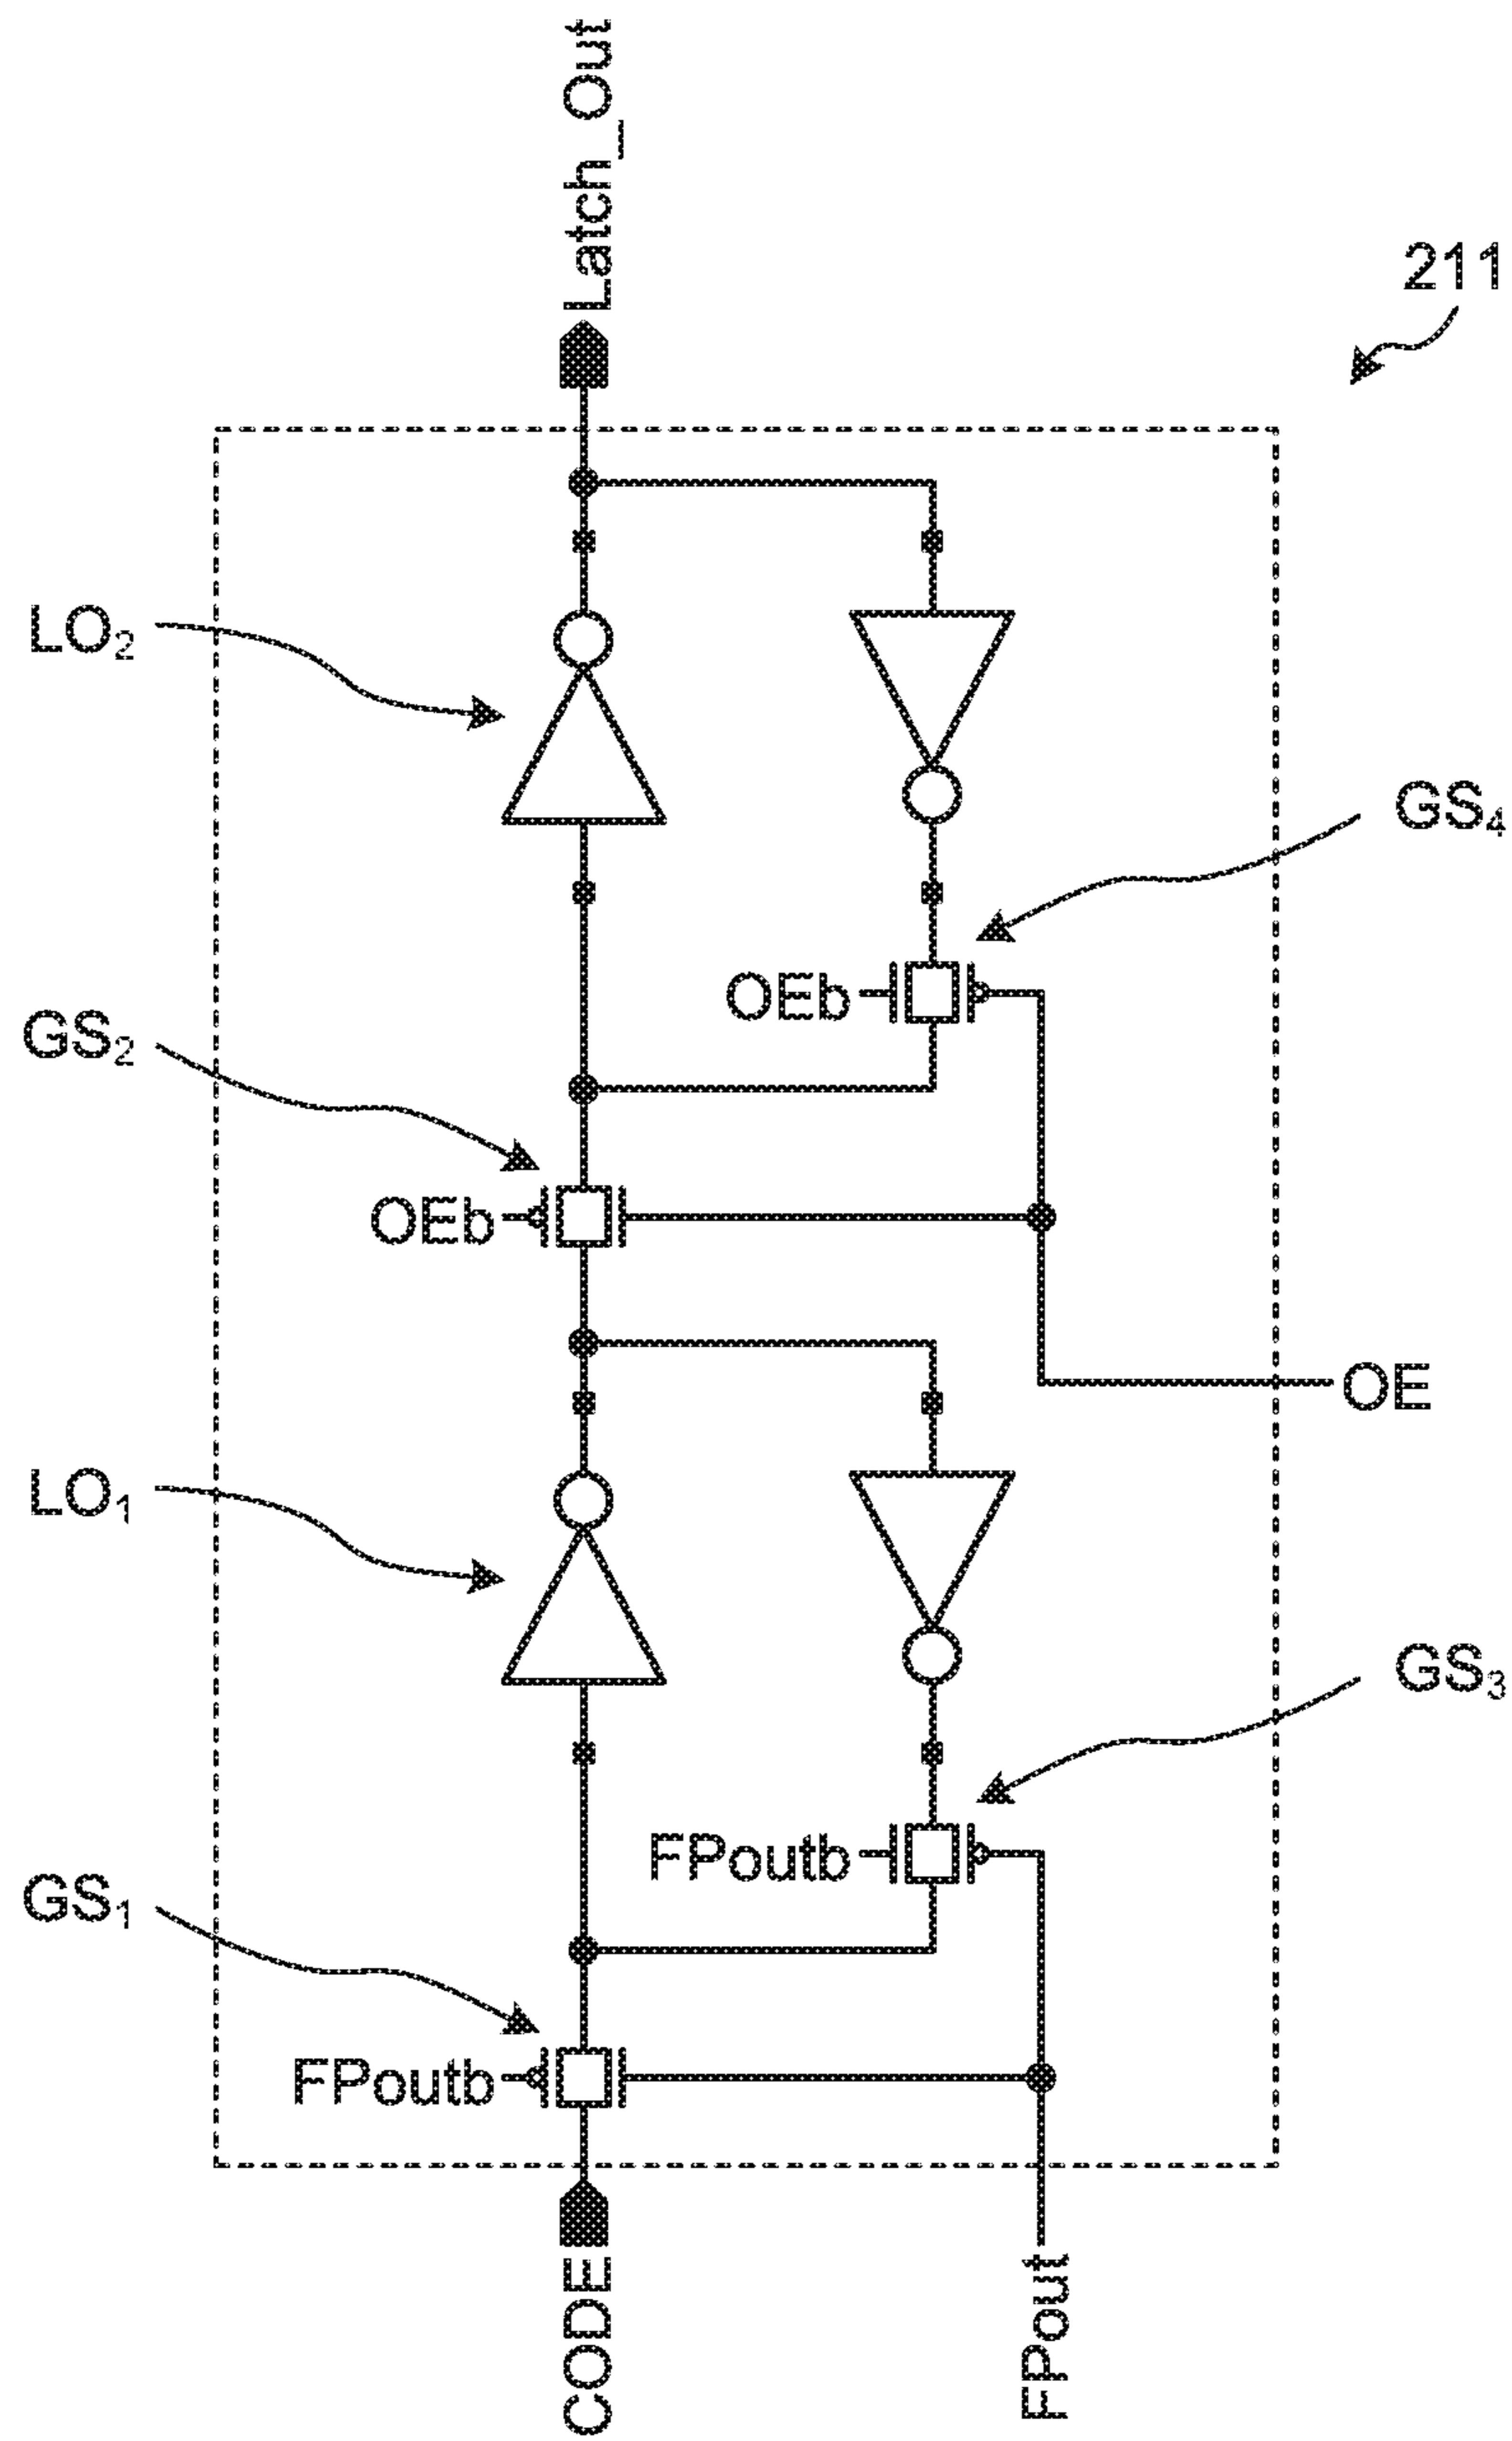 Latch_Out
211
LO2
GS4
OEb
GS2
OEb
OE
LO1
GS3
FPoutb
GS1
FPoutb
CODE
FPout